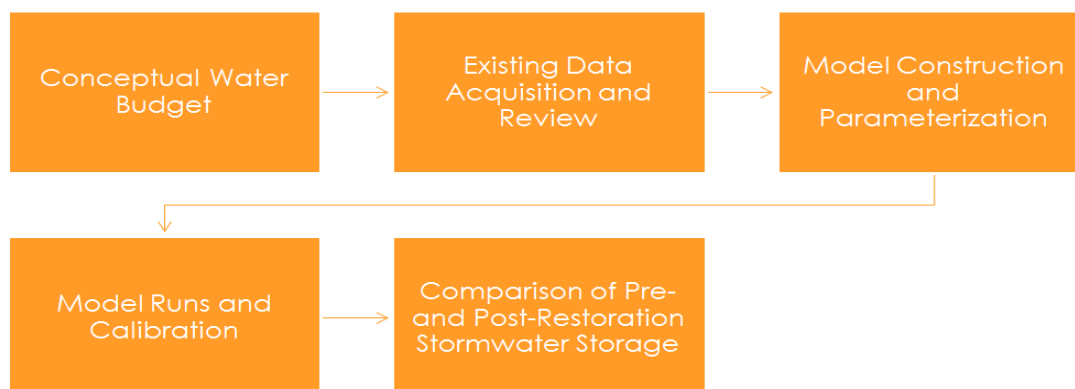 Conceptual Water
Budget
Existing Data
Acquisition and
Review
Model Construction
and
Parameterization
Model Runs and
Calibration
Comparison of Pre-
and Post-Restoration
Stormwater Storage